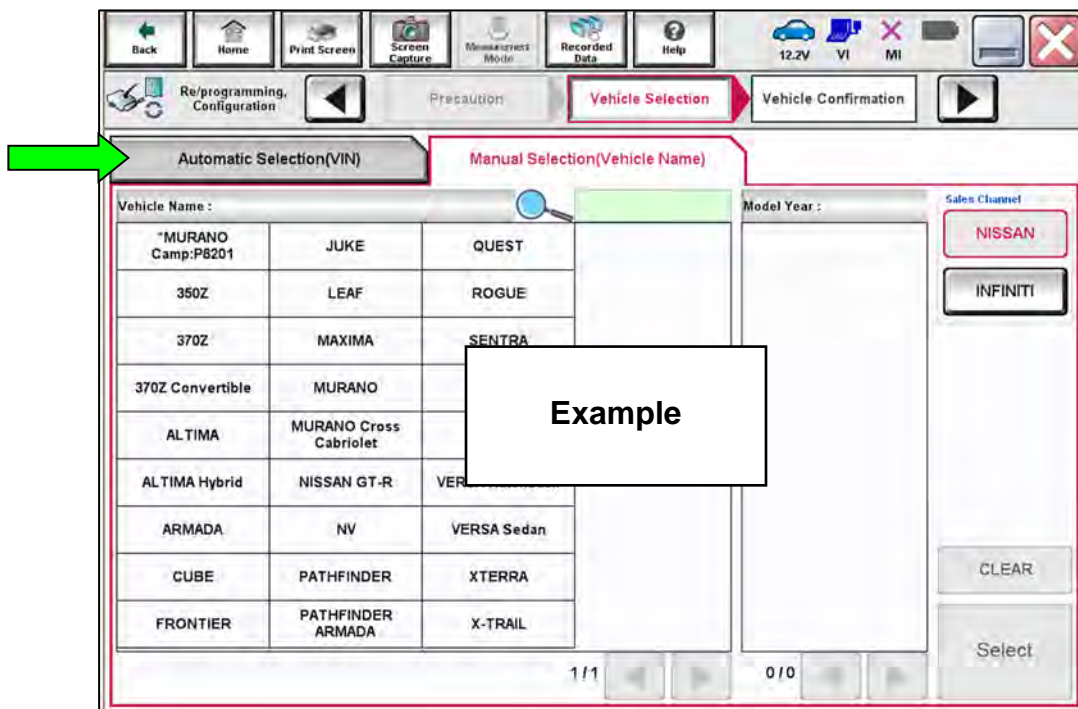 Back
Home
Print Screen
Screen
Capture
Measurement
Mode
Recorded
Data
Help
12.2V
VI
MI
Re/programming,
Configuration
Precaution
Vehicle Selection
Vehicle Confirmation
Automatic Selection(VIN)
Manual Selection(Vehicle Name)
Vehicle Name :
Model Year :
Sales Channel
*MURANO
Camp:P8201
JUKE
QUEST
NISSAN
350Z
LEAF
ROGUE
INFINITI
370Z
MAXIMA
SENTRA
370Z Convertible
MURANO
Example
ALTIMA
MURANO Cross
Cabriolet
ALTIMA Hybrid
NISSAN GT-R
ARMADA
NV
VERSA Sedan
CUBE
PATHFINDER
XTERRA
CLEAR
FRONTIER
PATHFINDER
ARMADA
X-TRAIL
Select
1/1
0/0